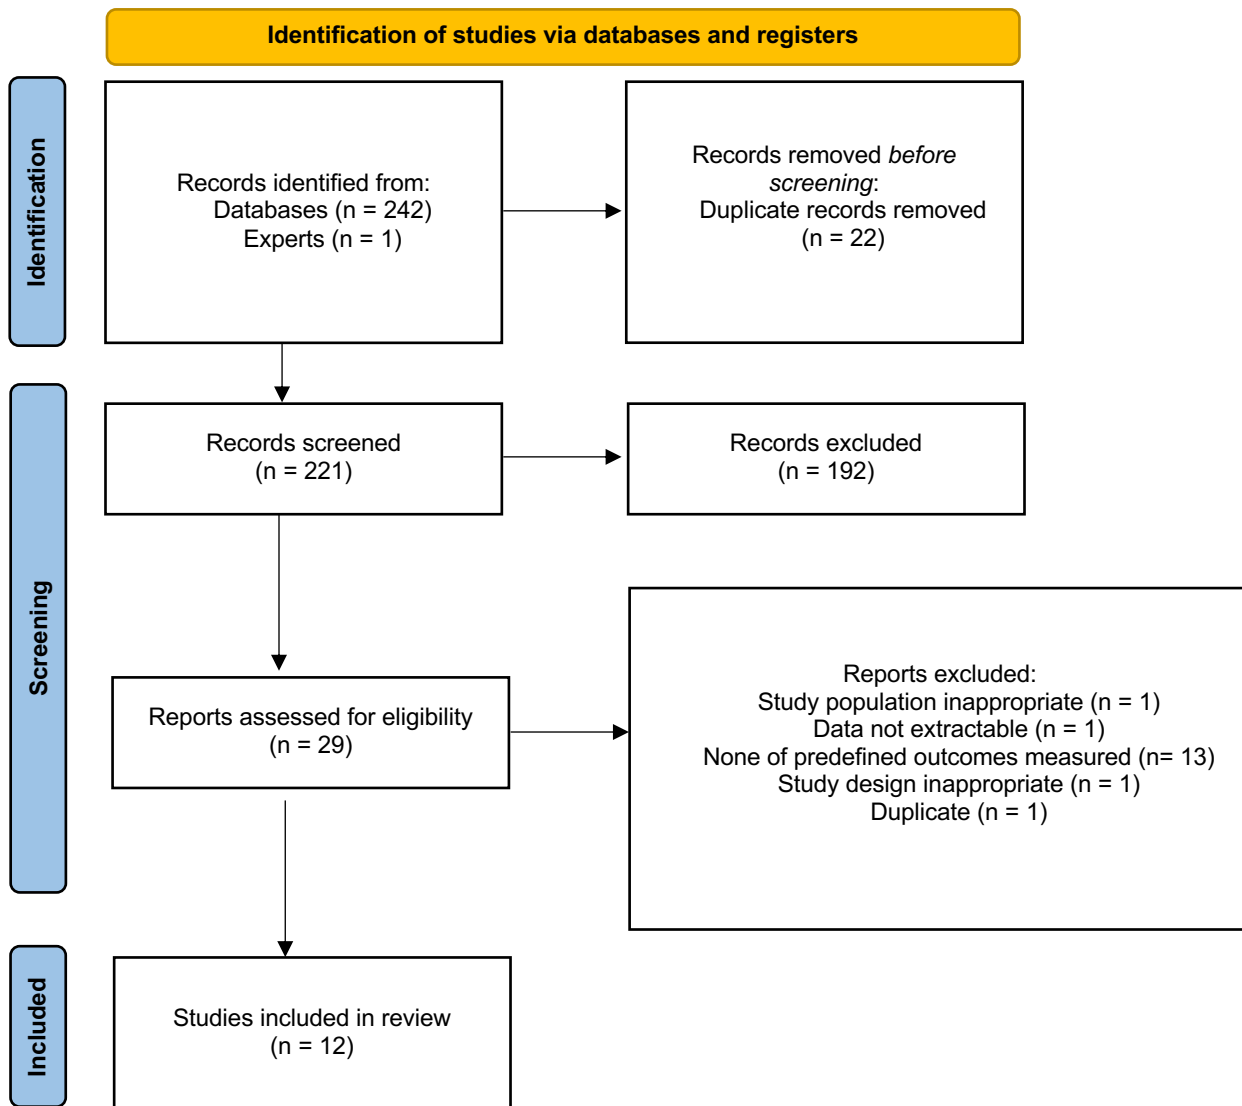 Identification of studies via databases and registers
Identification
Records identified from:
Databases (n = 242)
Experts (n = 1)
Records removed before
screening:
Duplicate records removed
(n = 22)
Screening
Records screened
(n = 221)
Records excluded
(n = 192)
Reports assessed for eligibility
(n = 29)
Reports excluded:
Study population inappropriate (n = 1)
Data not extractable (n = 1)
None of predefined outcomes measured (n= 13)
Study design inappropriate (n = 1)
Duplicate (n = 1)
Included
Studies included in review
(n = 12)